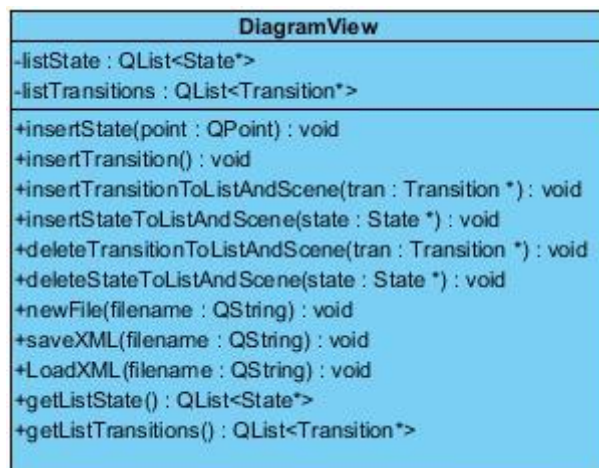 DiagramView
-listState : QList<State*>
-listTransitions : QList<Transition*>
+insertState(point : QPoint) : void
+insertTransition() : void
+insertTransitionToListAndScene(tran : Transition *) : void
+insertStateToListAndScene(state : State *) : void
+deleteTransitionToListAndScene(tran : Transition *) : void
+deleteStateToListAndScene(state : State *) : void
+newFile(filename : QString) : void
+saveXML(filename : QString) : void
+LoadXML(filename : QString) : void
+getListState() : QList<State*>
+getListTransitions() : QList<Transition*>